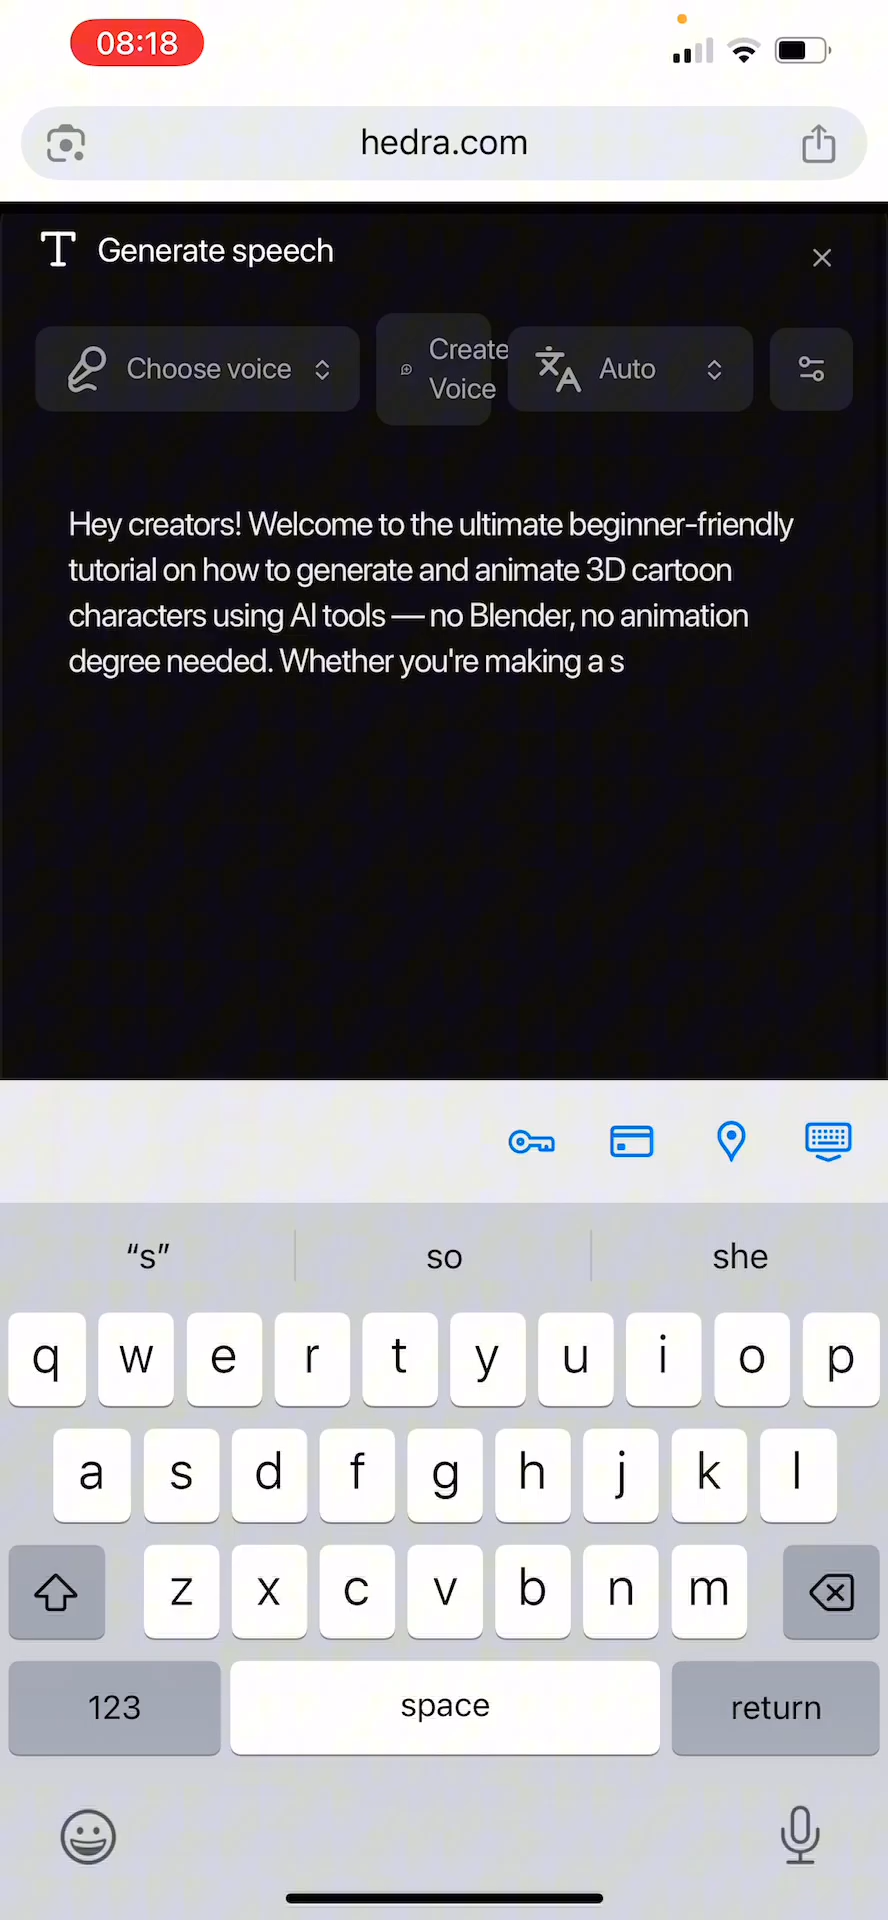 08:18
hedra.com
Generate speech
Choose voice
Create
Voice
Auto
Hey creators! Welcome to the ultimate beginner-friendly
tutorial on how to generate and animate 3D cartoon
characters using AI tools — no Blender, no animation
degree needed. Whether you're making a s
“s” so she
q w e r t y u i o p
a s d f g h j k l
z x c v b n m
123 space return